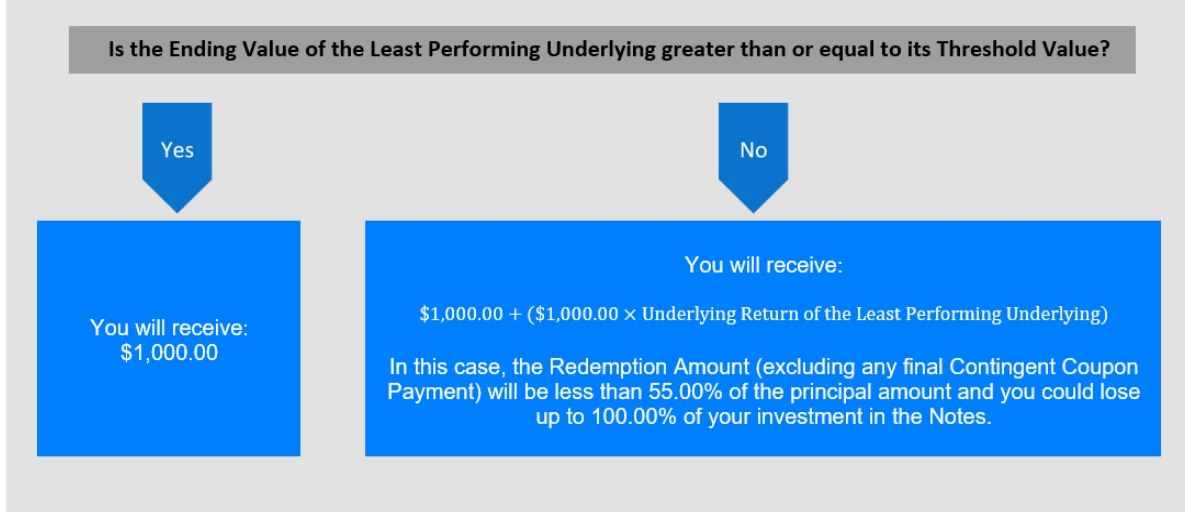 Is the Ending Value of the Least Performing Underlying greater than or equal to its Threshold Value?
Yes
No
You will receive:
$1,000.00
You will receive:
$1,000.00 + ($1,000.00 × Underlying Return of the Least Performing Underlying)
In this case, the Redemption Amount (excluding any final Contingent Coupon
Payment) will be less than 55.00% of the principal amount and you could lose
up to 100.00% of your investment in the Notes.